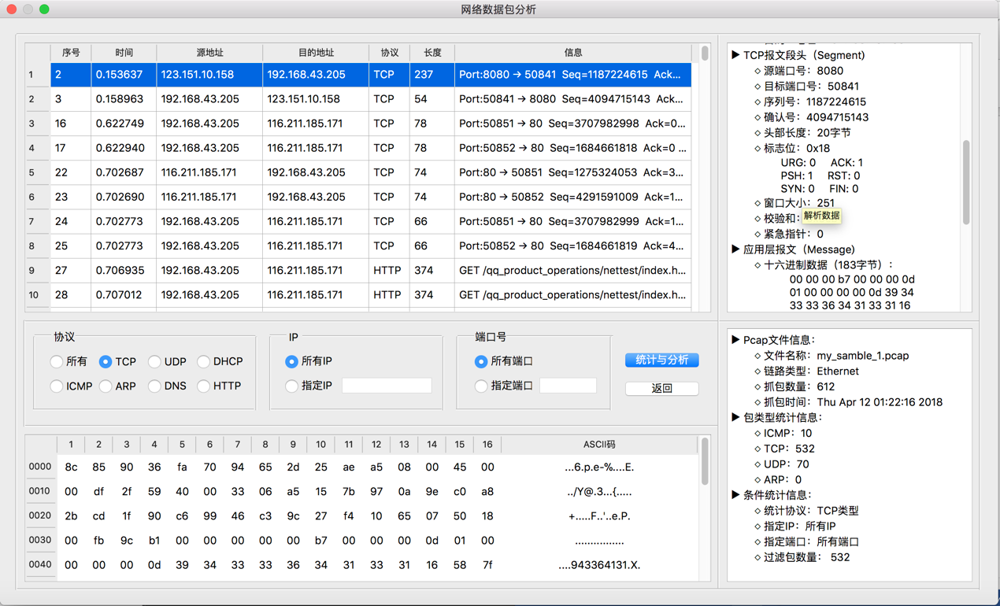 网络数据包分析
序号 时间 源地址 目的地址 协议 长度 信息
1 2 0.153637 123.151.10.158 192.168.43.205 TCP 237 Port:8080 → 50841 Seq=1187224615 Ack...
2 3 0.158963 192.168.43.205 123.151.10.158 TCP 54 Port:50841 → 8080 Seq=4094715143 Ack...
3 16 0.622749 192.168.43.205 116.211.185.171 TCP 78 Port:50851 → 80 Seq=3707982998 Ack=0...
4 17 0.622940 192.168.43.205 116.211.185.171 TCP 78 Port:50852 → 80 Seq=1684661818 Ack=0 ...
5 22 0.702687 116.211.185.171 192.168.43.205 TCP 74 Port:80 → 50851 Seq=1275324053 Ack=3...
6 23 0.702690 116.211.185.171 192.168.43.205 TCP 74 Port:80 → 50852 Seq=4291591009 Ack=1...
7 24 0.702773 192.168.43.205 116.211.185.171 TCP 66 Port:50851 → 80 Seq=3707982999 Ack=1...
8 25 0.702773 192.168.43.205 116.211.185.171 TCP 66 Port:50852 → 80 Seq=1684661819 Ack=4...
9 27 0.706935 192.168.43.205 116.211.185.171 HTTP 374 GET /qq_product_operations/nettest/index.h...
10 28 0.707012 192.168.43.205 116.211.185.171 HTTP 374 GET /qq_product_operations/nettest/index.h...
▶ TCP报文段头（Segment)
◇ 源端口号：8080
◇ 目标端口号：50841
◇ 序列号：1187224615
◇ 确认号：4094715143
◇ 头部长度：20字节
◇ 标志位：0x18
URG: 0 ACK: 1
PSH: 1 RST: 0
SYN: 0 FIN: 0
◇ 窗口大小：251
◇ 校验和：
解析数据
◇ 紧急指针：0
▶ 应用层报文（Message)
◇ 十六进制数据（183字节）：
00 00 00 b7 00 00 00 0d
01 00 00 00 00 0d 39 34
33 33 36 34 31 33 31 16
协议
所有 TCP UDP DHCP
ICMP ARP DNS HTTP
IP
所有IP
指定IP
端口号
所有端口
指定端口
统计与分析
返回
1 2 3 4 5 6 7 8 9 10 11 12 13 14 15 16 ASCII码
0000 8c 85 90 36 fa 70 94 65 2d 25 ae a5 08 00 45 00 ...6.p.e-%....E.
0010 00 df 2f 59 40 00 33 06 a5 15 7b 97 0a 9e c0 a8 ../Y@.3...{.....
0020 2b cd 1f 90 c6 99 46 c3 9c 27 f4 10 65 07 50 18 +.....F..'..e.P.
0030 00 fb 9c b1 00 00 00 00 00 b7 00 00 00 0d 01 00 ................
0040 00 00 00 0d 39 34 33 33 36 34 31 33 31 16 58 7f ....943364131.X.
▶ Pcap文件信息：
◇ 文件名称：my_samble_1.pcap
◇ 链路类型：Ethernet
◇ 抓包数量：612
◇ 抓包时间：Thu Apr 12 01:22:16 2018
▶ 包类型统计信息：
◇ ICMP：10
◇ TCP：532
◇ UDP：70
◇ ARP：0
▶ 条件统计信息：
◇ 统计协议：TCP类型
◇ 指定IP：所有IP
◇ 指定端口：所有端口
◇ 过滤包数量： 532